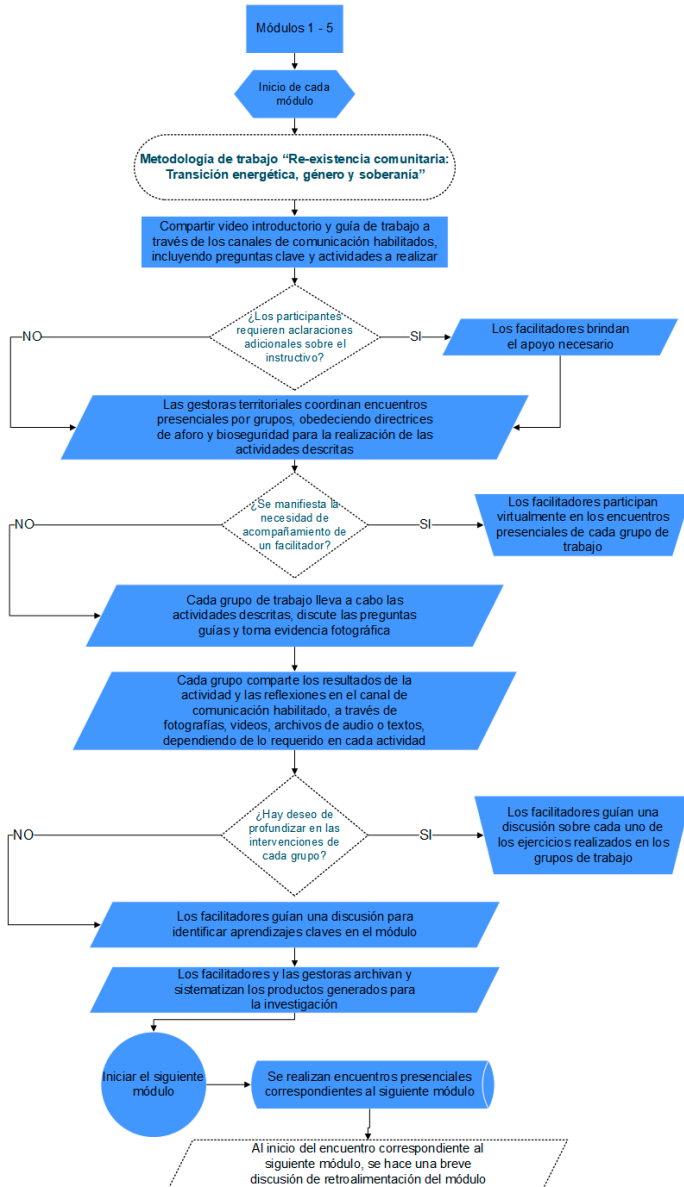 Módulos 1 - 5
Inicio de cada
módulo
Metodología de trabajo “Re-existencia comunitaria:
Transición energética, género y soberanía”
Compartir video introductorio y guía de trabajo a
través de los canales de comunicación habilitados,
incluyendo preguntas clave y actividades a realizar
¿Los participantes
requieren aclaraciones
adicionales sobre el
instructivo?
NO
SI
Los facilitadores brindan
el apoyo necesario
Las gestoras territoriales coordinan encuentros
presenciales por grupos, obedeciendo directrices
de aforo y bioseguridad para la realización de las
actividades descritas
¿Se manifiesta la
necesidad de
acompañamiento de
un facilitador?
NO
SI
Los facilitadores participan
virtualmente en los encuentros
presenciales de cada grupo de
trabajo
Cada grupo de trabajo lleva a cabo las
actividades descritas, discute las preguntas
guías y toma evidencia fotográfica
Cada grupo comparte los resultados de la
actividad y las reflexiones en el canal de
comunicación habilitado, a través de
fotografías, videos, archivos de audio o textos,
dependiendo de lo requerido en cada actividad
¿Hay deseo de
profundizar en las
intervenciones de
cada grupo?
NO
SI
Los facilitadores guían una
discusión sobre cada uno de
los ejercicios realizados en los
grupos de trabajo
Los facilitadores guían una discusión para
identificar aprendizajes claves en el módulo
Los facilitadores y las gestoras archivan y
sistematizan los productos generados para
la investigación
Iniciar el siguiente
módulo
Se realizan encuentros presenciales
correspondientes al siguiente módulo
Al inicio del encuentro correspondiente al
siguiente módulo, se hace una breve
discusión de retroalimentación del módulo